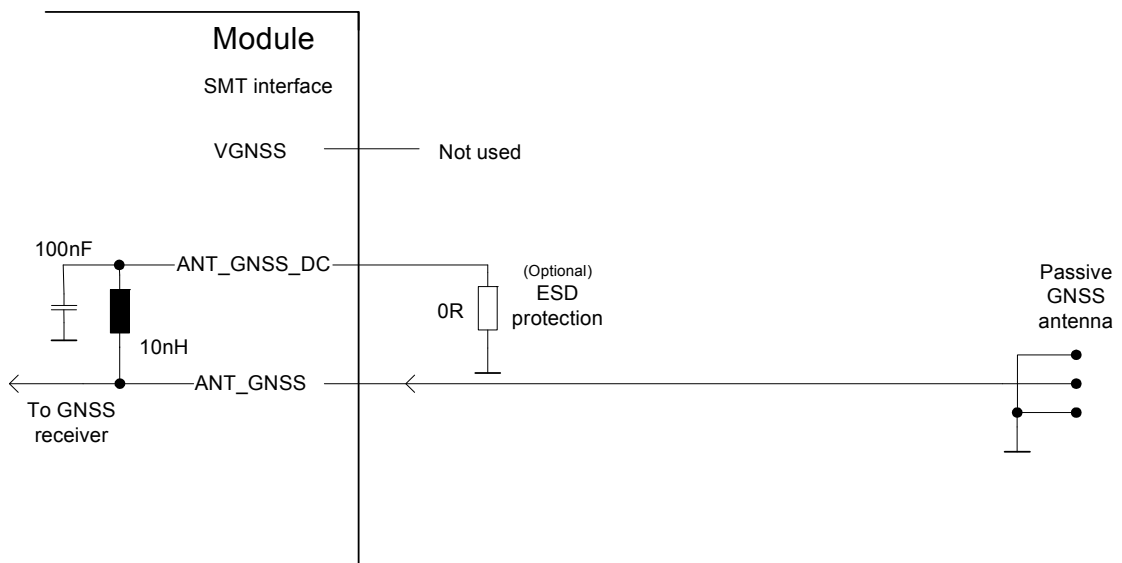 Module
SMT interface
VGNSS
Not used
100nF
ANT_GNSS_DC
(Optional)
ESD
protection
0R
Passive
GNSS
antenna
10nH
ANT_GNSS
To GNSS
receiver